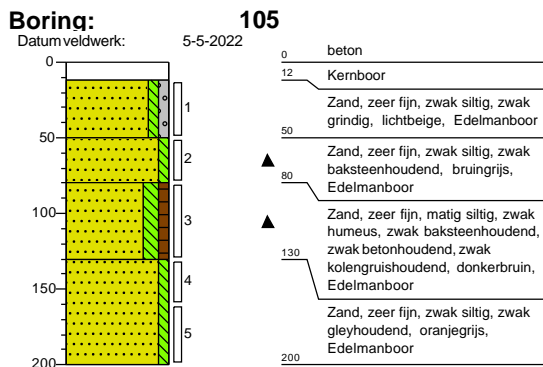 Boring: 105
Datum veldwerk: 5-5-2022
0
50
100
150
200
1
2
3
4
5
0 beton
12 Kernboor
Zand, zeer fijn, zwak siltig, zwak
grindig, lichtbeige, Edelmanboor
50
Zand, zeer fijn, zwak siltig, zwak
baksteenhoudend, bruingrijs,
Edelmanboor
80
Zand, zeer fijn, matig siltig, zwak
humeus, zwak baksteenhoudend,
zwak betonhoudend, zwak
kolengruishoudend, donkerbruin,
Edelmanboor
130
Zand, zeer fijn, zwak siltig, zwak
gleyhoudend, oranjegrijs,
Edelmanboor
200